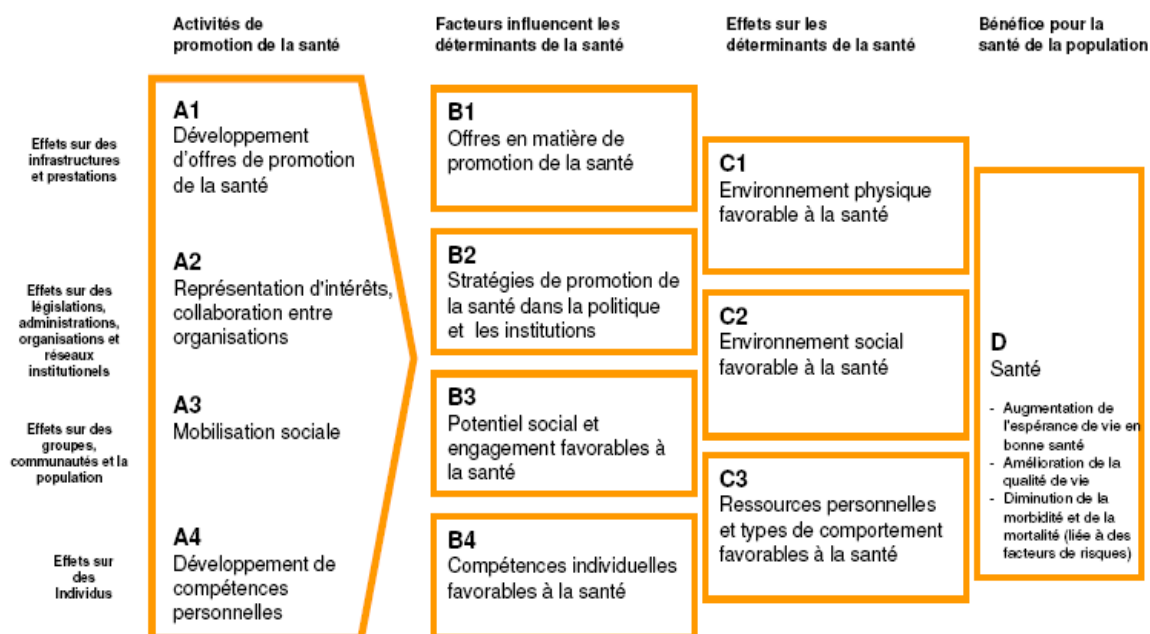 Activités de
promotion de la santé
Facteurs influencent les
déterminants de la santé
Effets sur les
déterminants de la santé
Bénéfice pour la
santé de la population
Effets sur des
infrastructures
et prestations
Effets sur des
législations,
administrations,
organisations et
réseaux
institutionels
Effets sur des
groupes,
communautés et la
population
Effets sur
des
Individus
A1
Développement
d'offres de promotion
de la santé
A2
Représentation d'intérêts,
collaboration entre
organisations
A3
Mobilisation sociale
A4
Développement de
compétences
personnelles
B1
Offres en matière de
promotion de la santé
B2
Stratégies de promotion de
la santé dans la politique
et les institutions
B3
Potentiel social et
engagement favorables à
la santé
B4
Compétences individuelles
favorables à la santé
C1
Environnement physique
favorable à la santé
C2
Environnement social
favorable à la santé
C3
Ressources personnelles
et types de comportement
favorables à la santé
D
Santé
- Augmentation de
l'espérance de vie en
bonne santé
- Amélioration de la
qualité de vie
- Diminution de la
morbidité et de la
mortalité (liée à des
facteurs de risques)